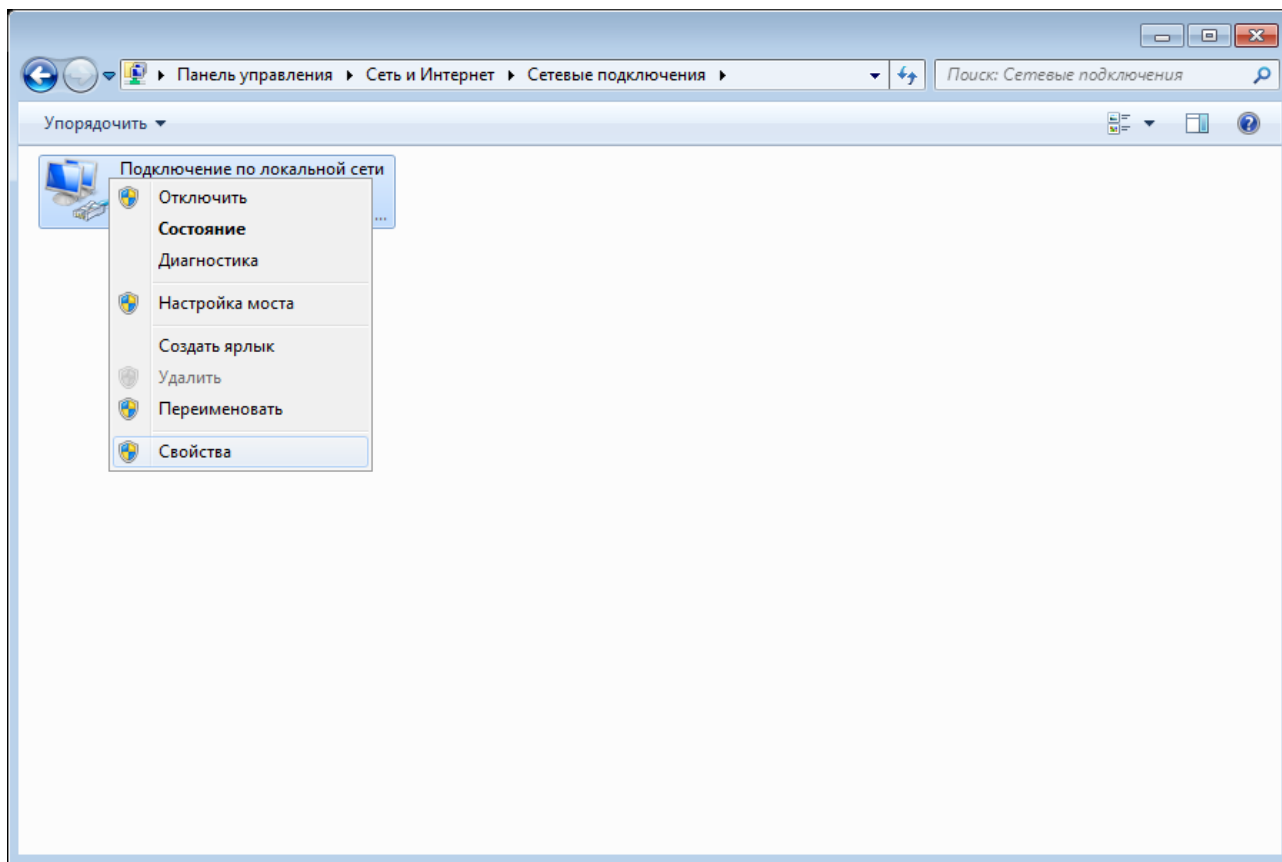 Панель управления Сеть и Интернет Сетевые подключения
Поиск: Сетевые подключения
Упорядочить
Подключение по локальной сети
...
Отключить
Состояние
Диагностика
Настройка моста
Создать ярлык
Удалить
Переименовать
Свойства